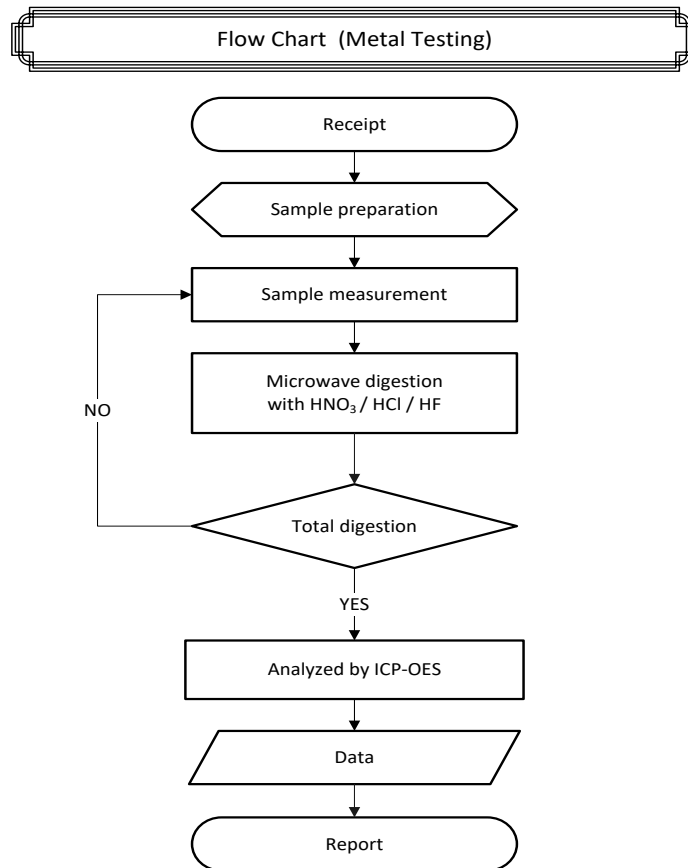 Flow Chart (Metal Testing)
Receipt
Sample preparation
Sample measurement
Microwave digestion
with HNO₃ / HCl / HF
NO
Total digestion
YES
Analyzed by ICP-OES
Data
Report